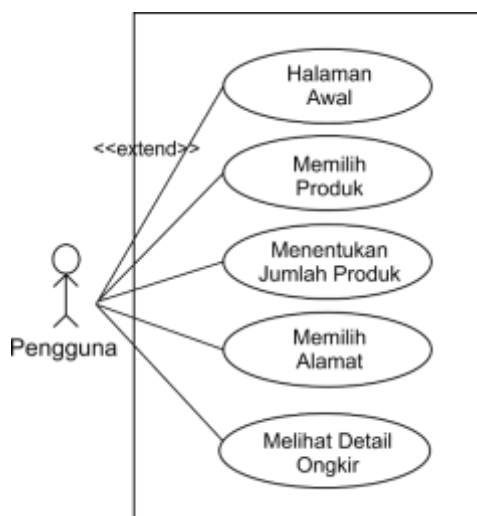 Halaman
Awal
<<extend>>
Memilih
Produk
Menentukan
Jumlah Produk
Pengguna
Memilih
Alamat
Melihat Detail
Ongkir